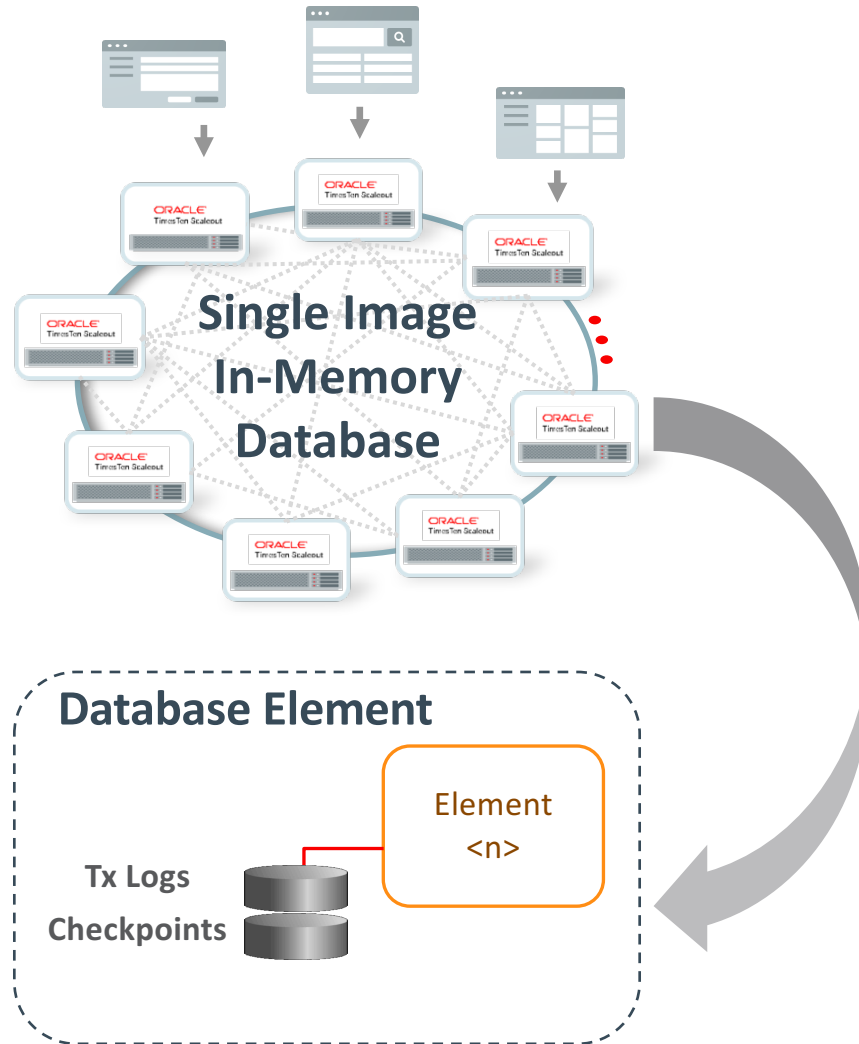 ORACLE
TimesTen Scaleout
ORACLE
TimesTen Scaleout
ORACLE
TimesTen Scaleout
ORACLE
TimesTen Scaleout
Single Image
In-Memory
Database
ORACLE
TimesTen Scaleout
ORACLE
TimesTen Scaleout
ORACLE
TimesTen Scaleout
ORACLE
TimesTen Scaleout
Database Element
Element
<n>
Tx Logs
Checkpoints